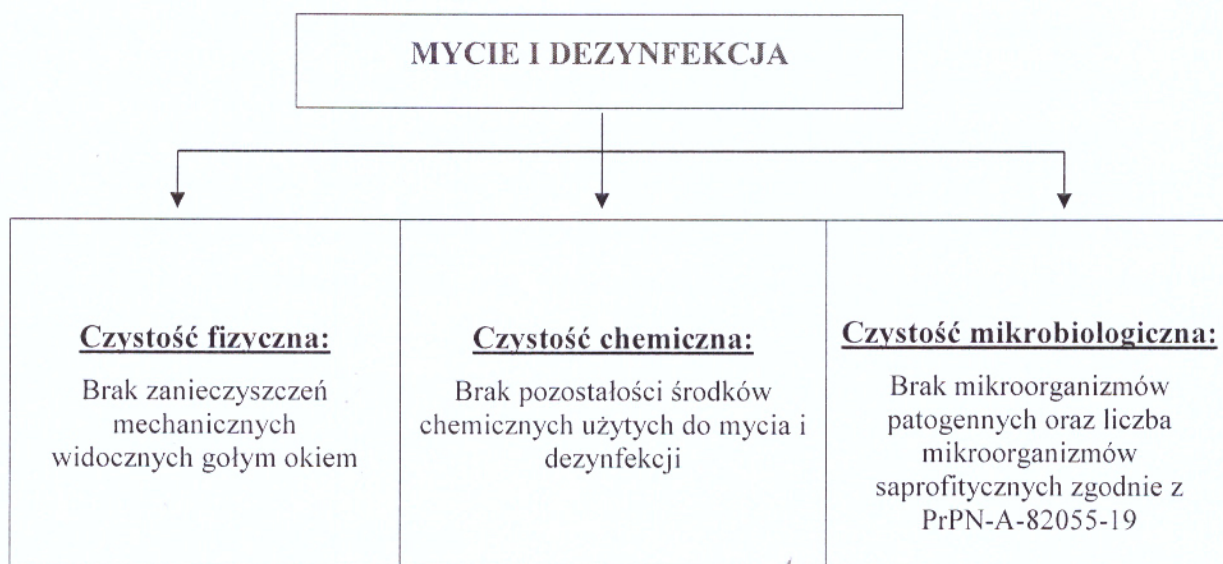 MYCIE I DEZYNFEKCJA
Czystość fizyczna:
Brak zanieczyszczeń
mechanicznych
widocznych gołym okiem
Czystość chemiczna:
Brak pozostałości środków
chemicznych użytych do mycia i
dezynfekcji
Czystość mikrobiologiczna:
Brak mikroorganizmów
patogennych oraz liczba
mikroorganizmów
saprofitycznych zgodnie z
PrPN-A-82055-19